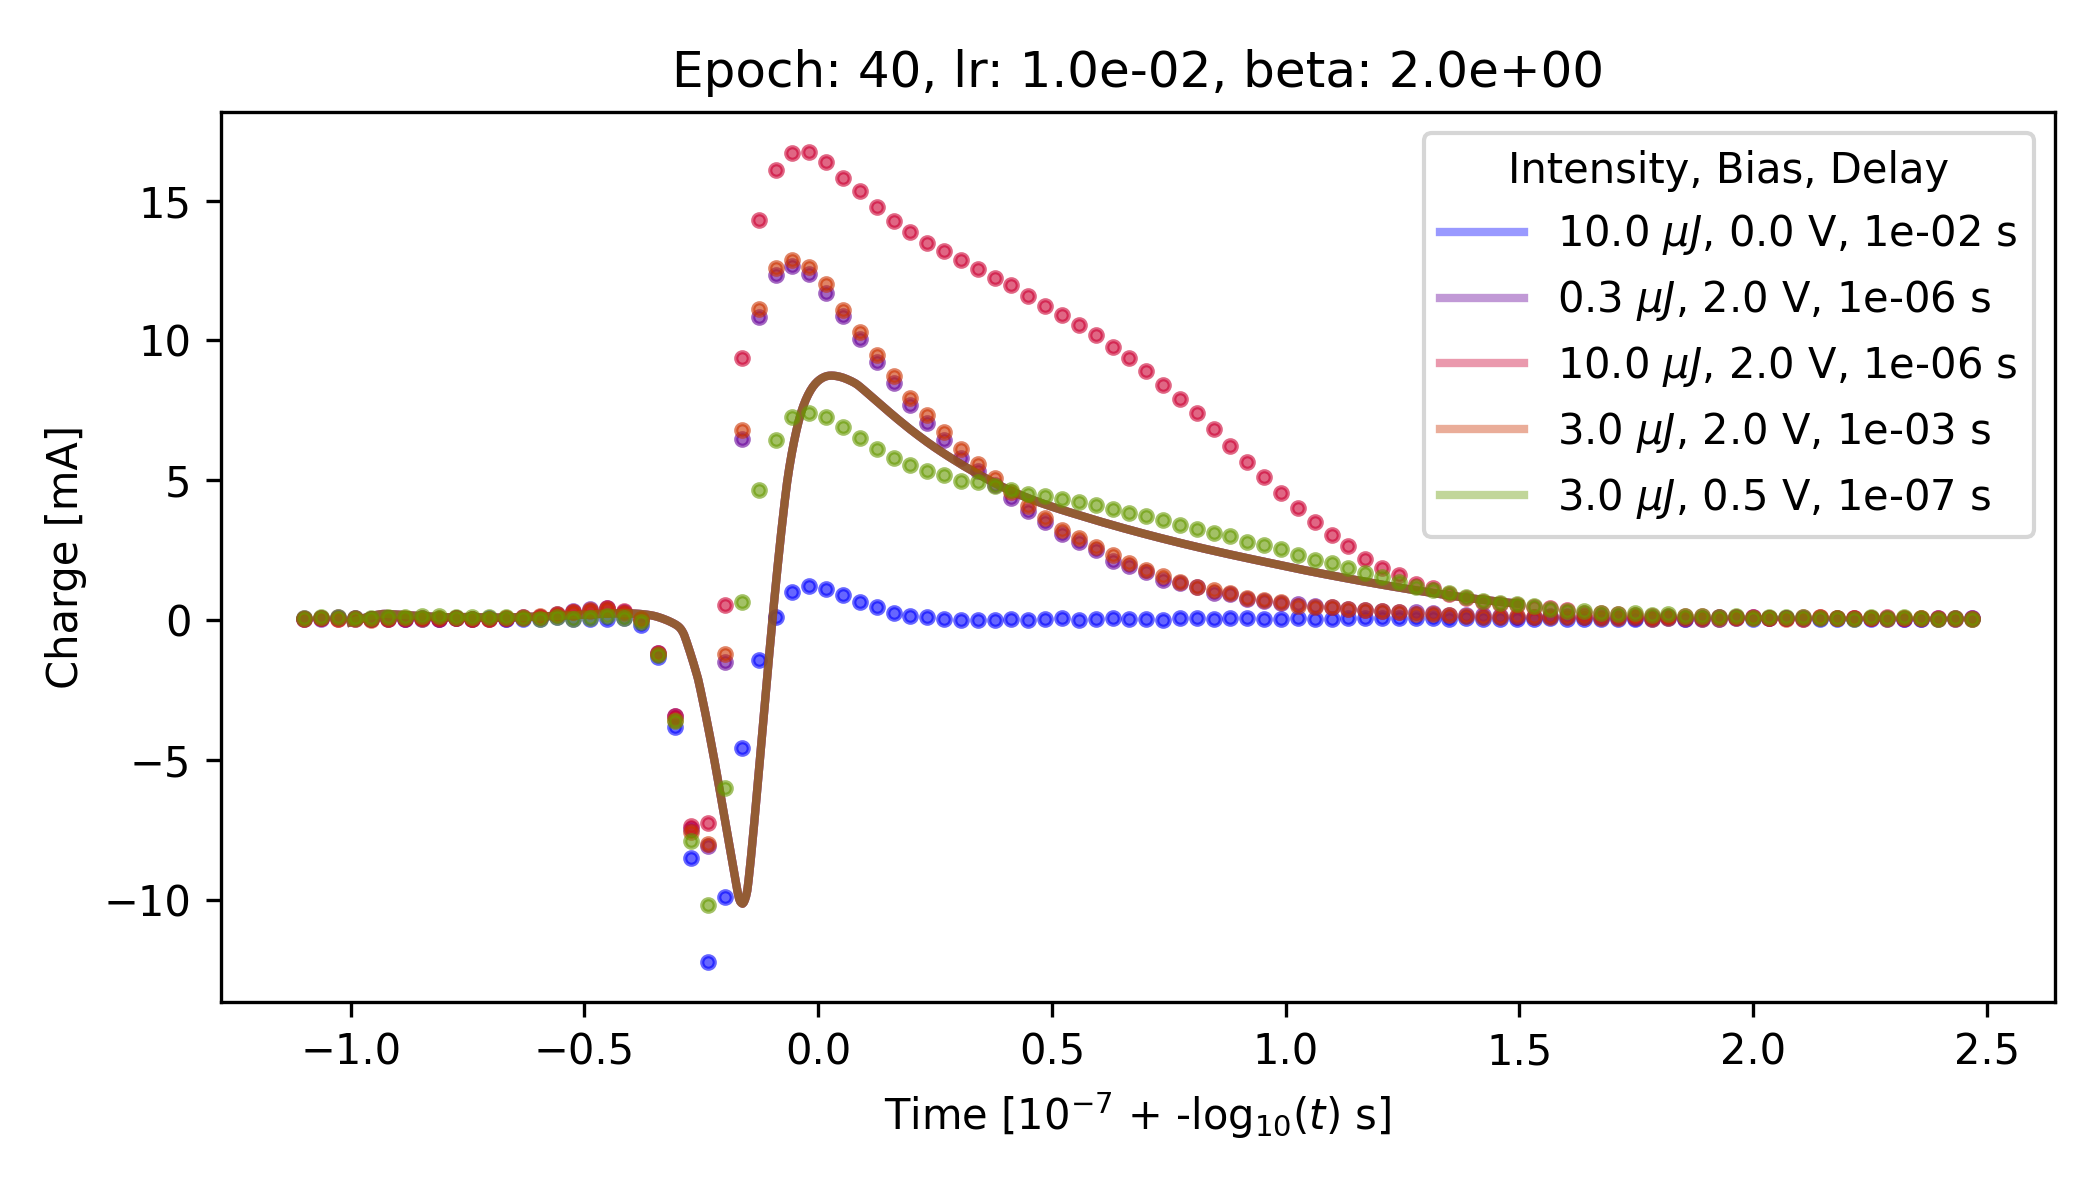 Epoch: 40, lr: 1.0e-02, beta: 2.0e+00
Intensity, Bias, Delay
10.0 μJ, 0.0 V, 1e-02 s
0.3 μJ, 2.0 V, 1e-06 s
10.0 μJ, 2.0 V, 1e-06 s
3.0 μJ, 2.0 V, 1e-03 s
3.0 μJ, 0.5 V, 1e-07 s
Charge [mA]
15
10
5
0
−5
−10
−1.0 −0.5 0.0 0.5 1.0 1.5 2.0 2.5
Time [10⁻⁷ + -log₁₀(t) s]